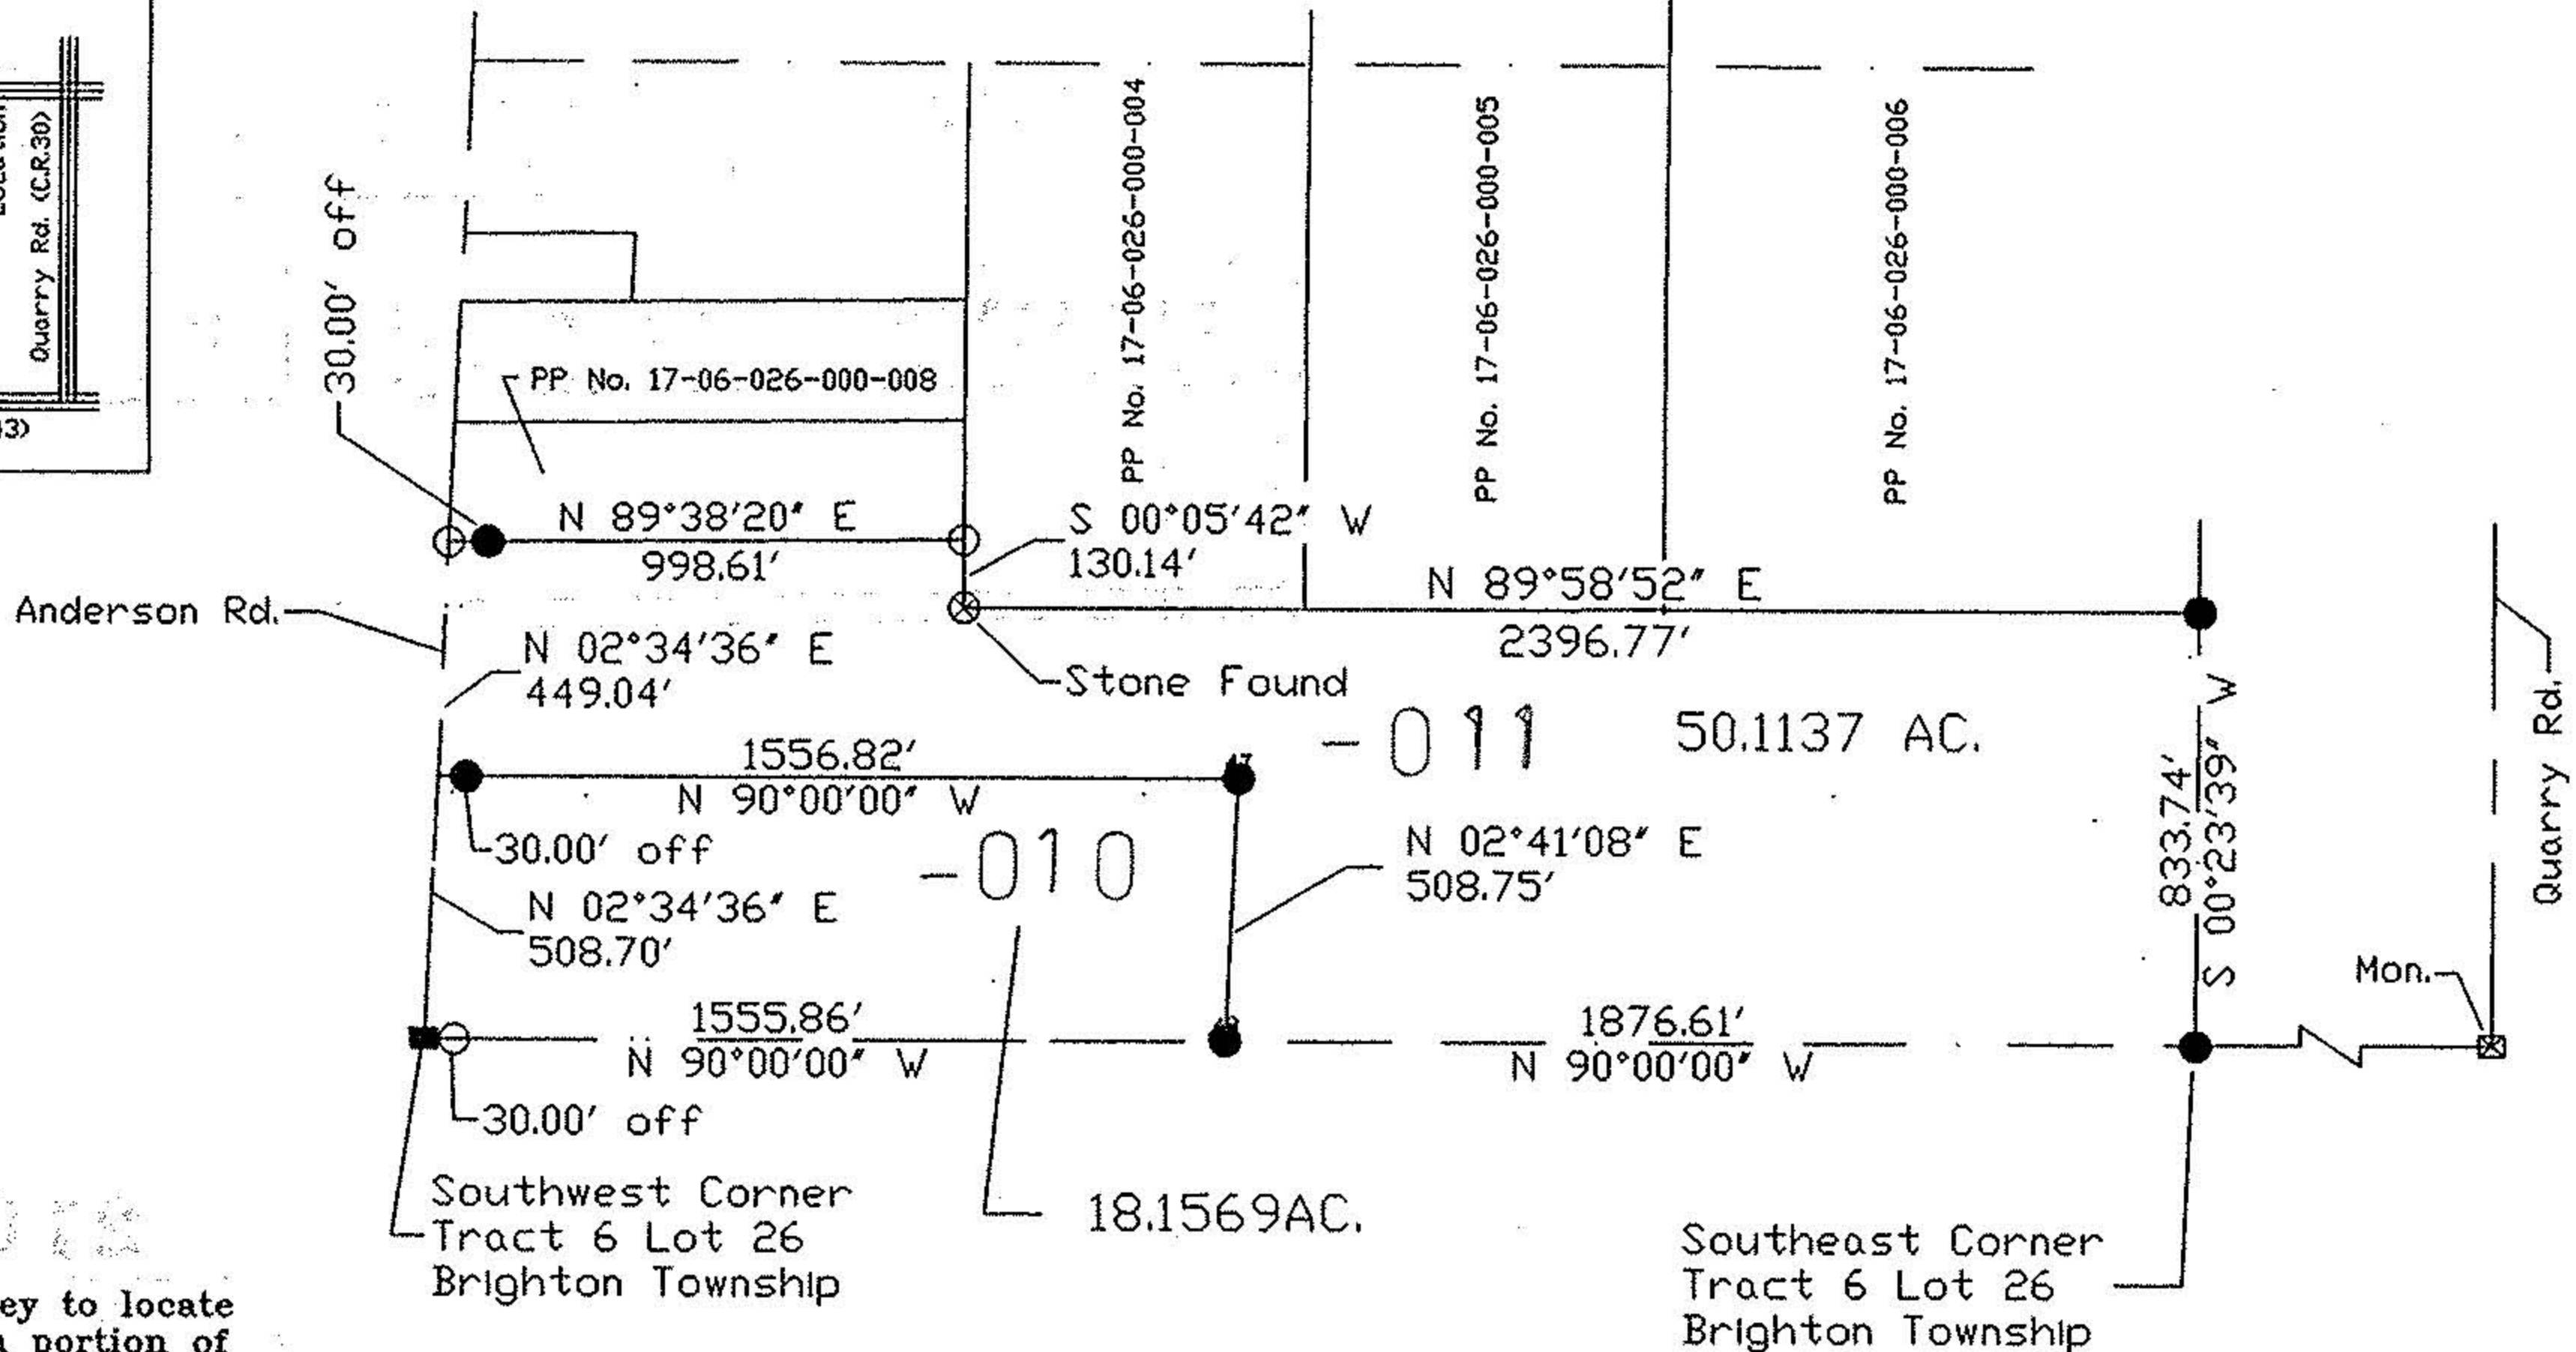 Quarry Rd. (C.R.30)
30.00' off
PP No. 17-06-026-000-004
PP No. 17-06-026-000-005
PP No. 17-06-026-000-006
PP No. 17-06-026-000-008
N 89°38'20" E
998.61'
S 00°05'42" W
130.14'
N 89°58'52" E
2396.77'
Anderson Rd.
N 02°34'36" E
449.04'
Stone Found
-011
50.1137 AC.
1556.82'
N 90°00'00" W
30.00' off
-010
N 02°41'08" E
508.75'
833.74'
S 00°23'39" W
Quarry Rd.
N 02°34'36" E
508.70'
Mon.
1555.86'
N 90°00'00" W
1876.61'
N 90°00'00" W
30.00' off
Southwest Corner
Tract 6 Lot 26
Brighton Township
18.1569AC.
Southeast Corner
Tract 6 Lot 26
Brighton Township
ey to locate
portion of